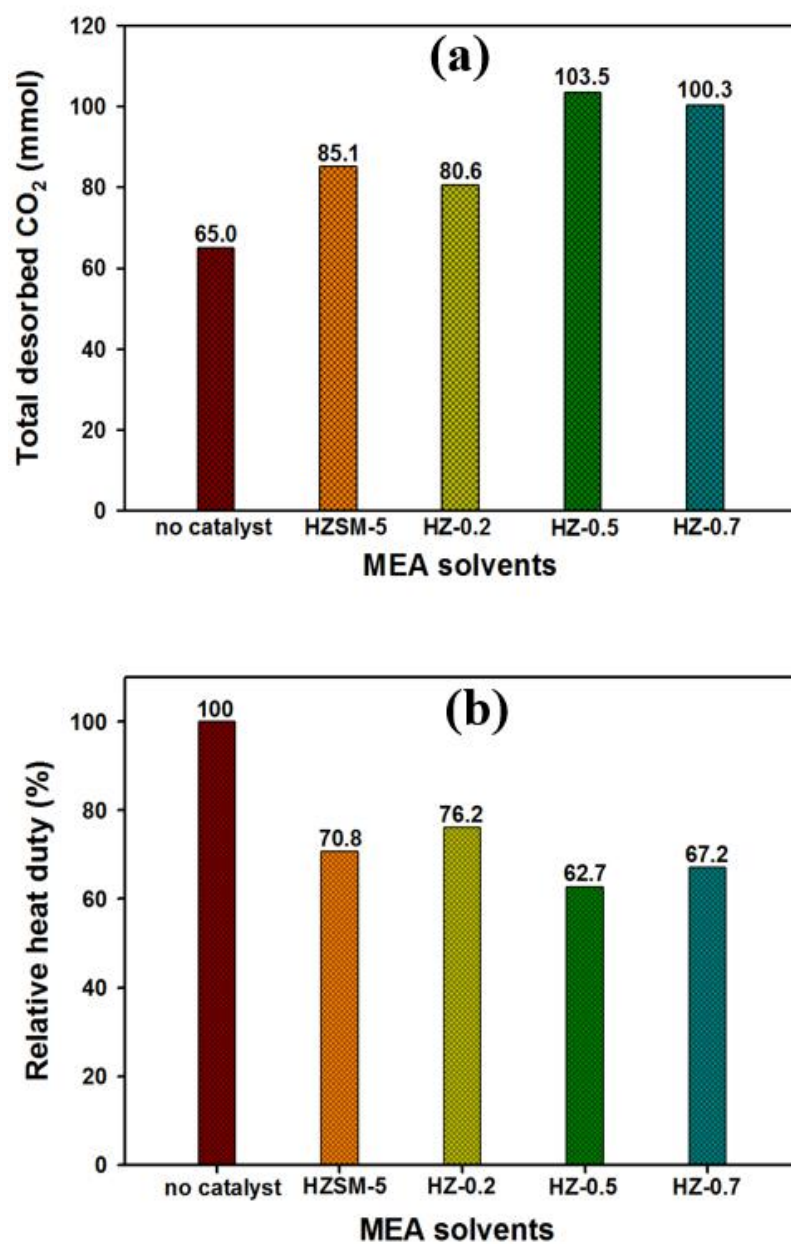 (a)
Total desorbed CO₂ (mmol)
120
100
80
60
40
20
0
65.0
85.1
80.6
103.5
100.3
no catalyst HZSM-5 HZ-0.2 HZ-0.5 HZ-0.7
MEA solvents
(b)
Relative heat duty (%)
100
80
60
40
20
0
100
70.8
76.2
62.7
67.2
no catalyst HZSM-5 HZ-0.2 HZ-0.5 HZ-0.7
MEA solvents